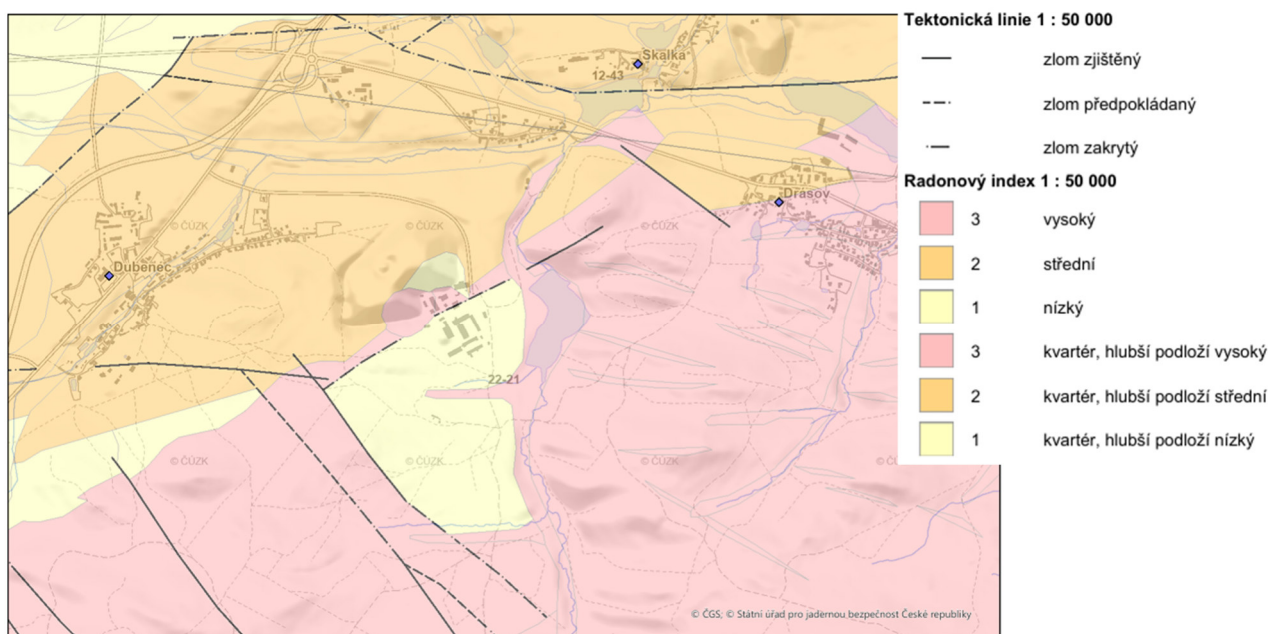 Skalka
12-43
© ČÚZK
© ČÚZK
Drásov
Dubenec
22-21
© ČÚZK
© ČÚZK
© ČÚZK
© ČGS; © Státní úřad pro jadernou bezpečnost České republiky
Tektonická linie 1 : 50 000
zlom zjištěný
zlom předpokládaný
zlom zakrytý
Radonový index 1 : 50 000
3 vysoký
2 střední
1 nízký
3 kvartér, hlubší podloží vysoký
2 kvartér, hlubší podloží střední
1 kvartér, hlubší podloží nízký